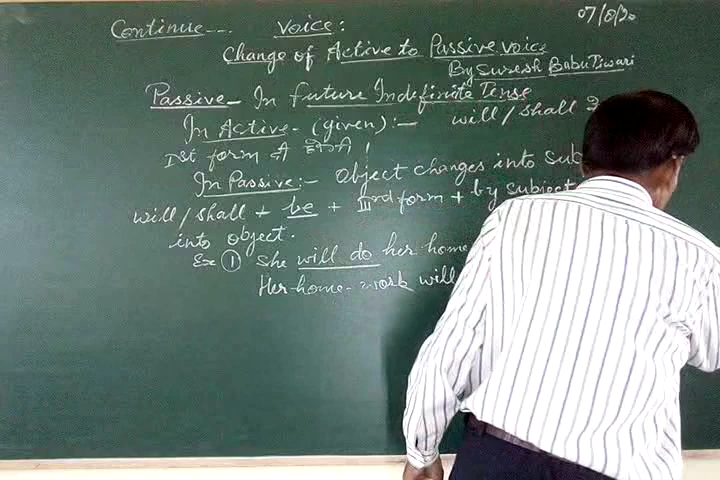 Continue --- Voice: 07/8/20
Change of Active to Passive voice
By Suresh Babu Tiwari
Passive - In future Indefinite Tense
In Active - (given) :- will/shall
Ist form
In Passive :- Object changes into Sub
will/shall + be + IIIrd form + by subject
into object.
Ex ① She will do her home
Her-home-work will